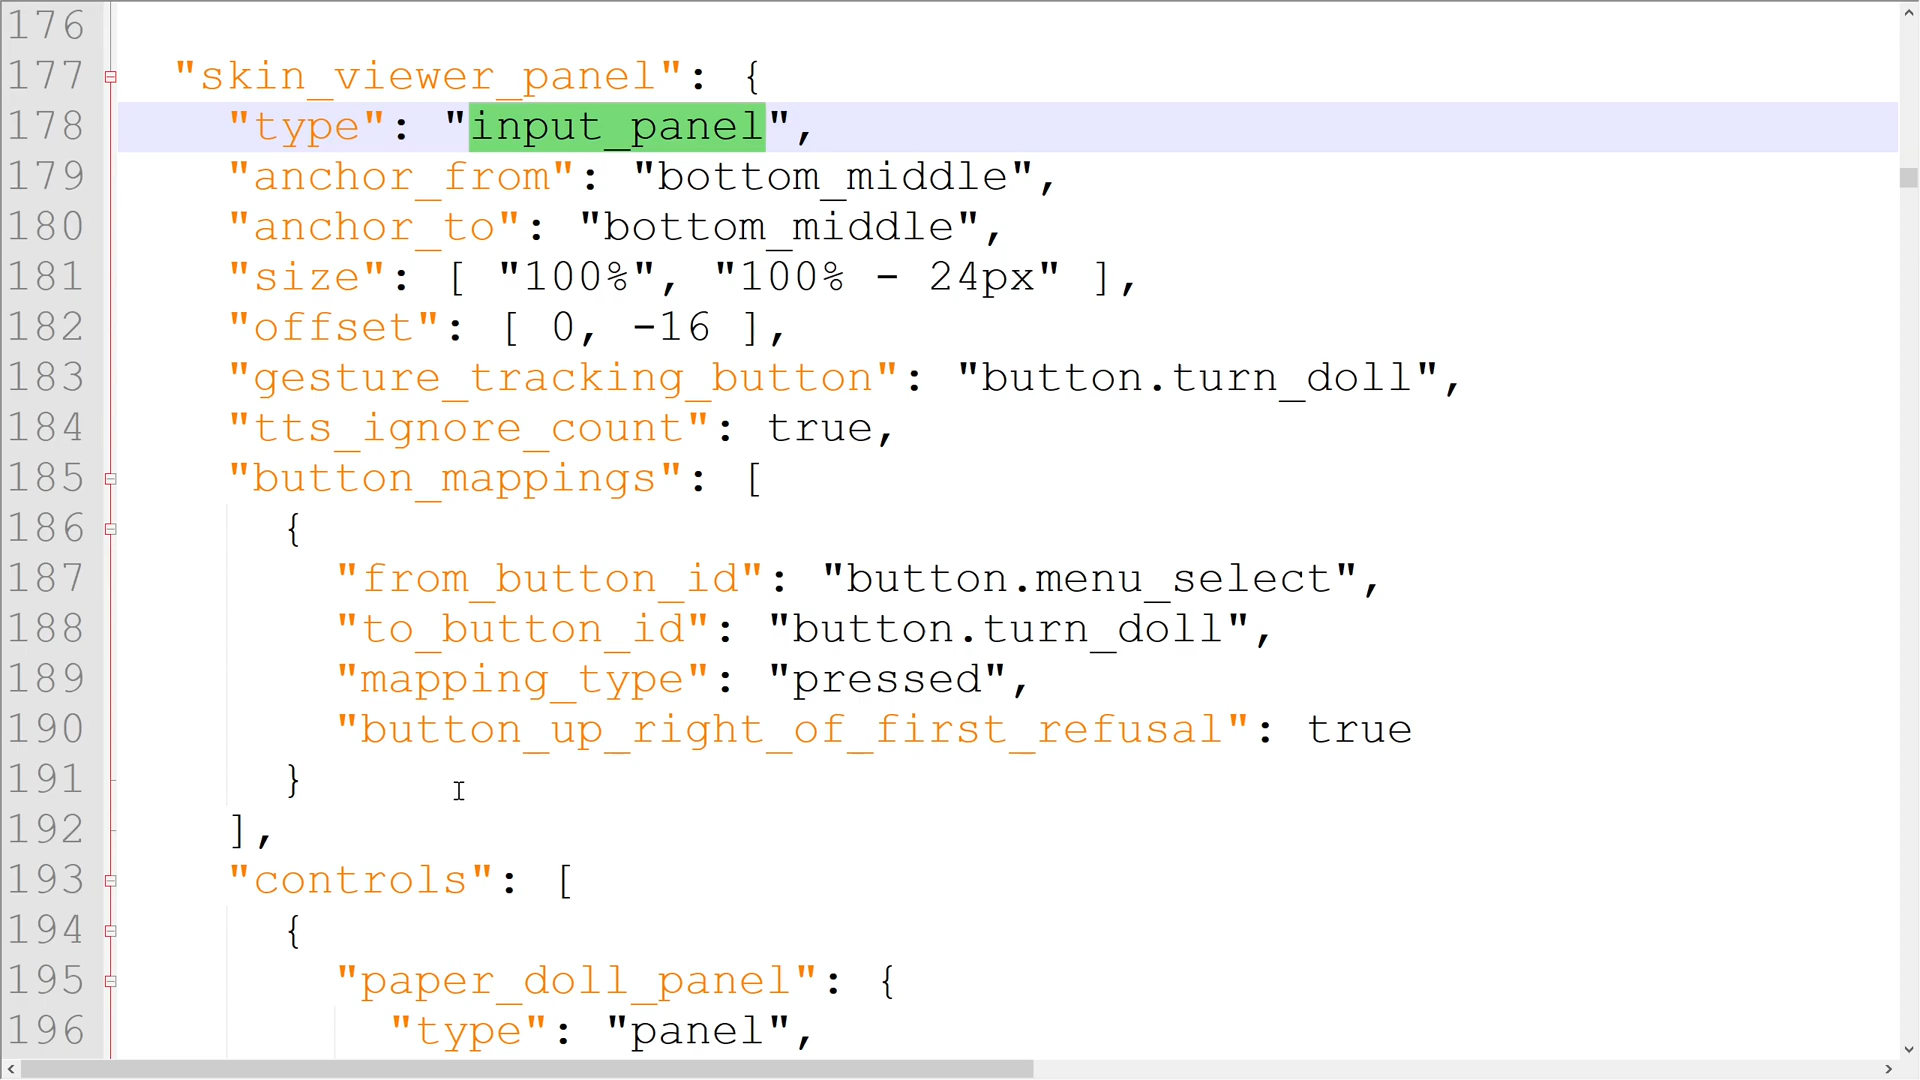 176
177 "skin_viewer_panel": {
178 "type": "input_panel",
179 "anchor_from": "bottom_middle",
180 "anchor_to": "bottom_middle",
181 "size": [ "100%", "100% - 24px" ],
182 "offset": [ 0, -16 ],
183 "gesture_tracking_button": "button.turn_doll",
184 "tts_ignore_count": true,
185 "button_mappings": [
186 {
187 "from_button_id": "button.menu_select",
188 "to_button_id": "button.turn_doll",
189 "mapping_type": "pressed",
190 "button_up_right_of_first_refusal": true
191 }
192 ],
193 "controls": [
194 {
195 "paper_doll_panel": {
196 "type": "panel",